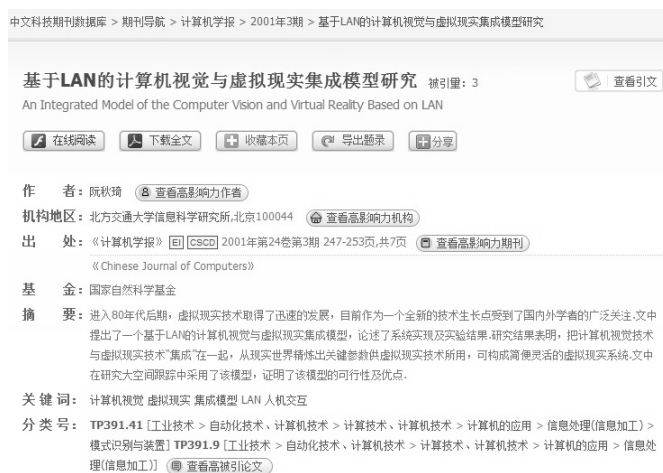 中文科技期刊数据库 > 期刊导航 > 计算机学报 > 2001年3期 > 基于LAN的计算机视觉与虚拟现实集成模型研究
基于LAN的计算机视觉与虚拟现实集成模型研究 被引量：3 查看引文
An Integrated Model of the Computer Vision and Virtual Reality Based on LAN
在线阅读 下载全文 收藏本页 导出题录 分享
作 者：阮秋琦 查看高影响力作者
机构地区：北方交通大学信息科学研究所,北京100044 查看高影响力机构
出 处：《计算机学报》 EI CSCD 2001年第24卷第3期 247-253页,共7页 查看高影响力期刊
《Chinese Journal of Computers》
基 金：国家自然科学基金
摘 要：进入80年代后期，虚拟现实技术取得了迅速的发展，目前作为一个全新的技术生长点受到了国内外学者的广泛关注.文中
提出了一个基于LAN的计算机视觉与虚拟现实集成模型，论述了系统实现及实验结果.研究结果表明，把计算机视觉技术
与虚拟现实技术"集成"在一起，从现实世界精炼出关键参数供虚拟现实技术所用，可构成简便灵活的虚拟现实系统.文中
在研究大空间跟踪中采用了该模型，证明了该模型的可行性及优点.
关 键 词：计算机视觉 虚拟现实 集成模型 LAN 人机交互
分 类 号：TP391.41 [工业技术 > 自动化技术、计算机技术 > 计算技术、计算机技术 > 计算机的应用 > 信息处理(信息加工) >
模式识别与装置] TP391.9 [工业技术 > 自动化技术、计算机技术 > 计算技术、计算机技术 > 计算机的应用 > 信息处
理(信息加工)] 查看高被引论文